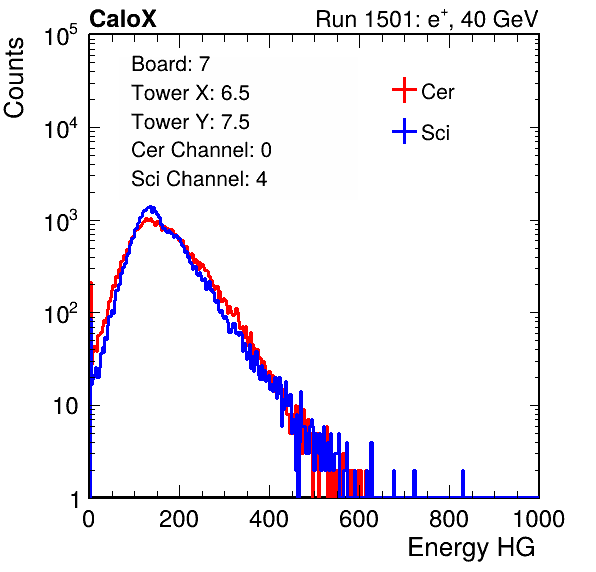 CaloX Run 1501: e⁺, 40 GeV
Counts
Board: 7
Tower X: 6.5
Tower Y: 7.5
Cer Channel: 0
Sci Channel: 4
Cer
Sci
10⁵
10⁴
10³
10²
10
1
0 200 400 600 800 1000
Energy HG